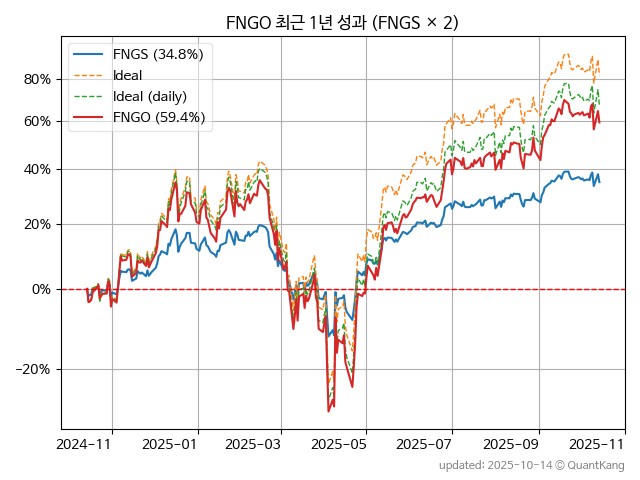 FNGO 최근 1년 성과 (FNGS × 2)
FNGS (34.8%)
Ideal
Ideal (daily)
FNGO (59.4%)
80%
60%
40%
20%
0%
−20%
2024-11
2025-01
2025-03
2025-05
2025-07
2025-09
2025-11
updated: 2025-10-14 © QuantKang